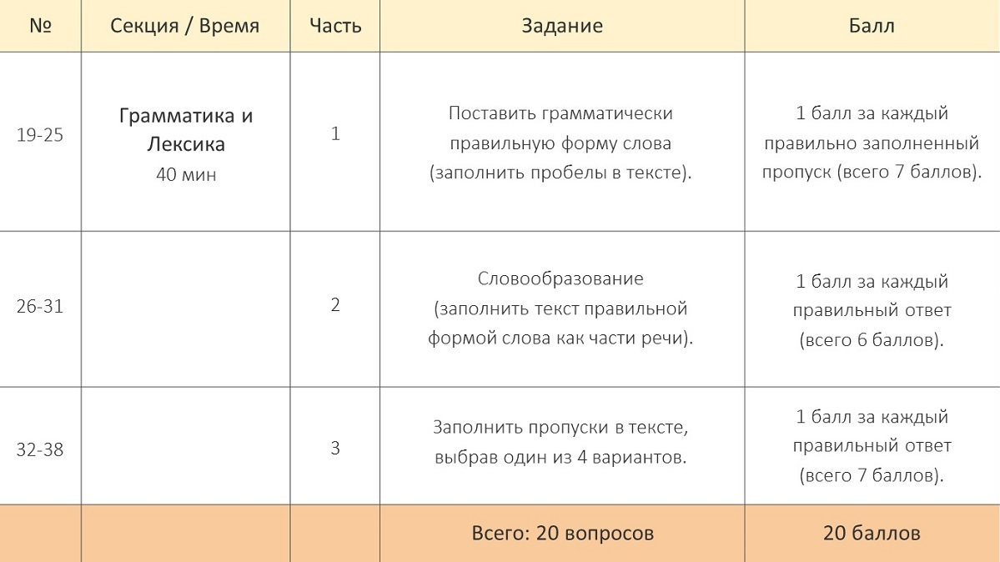 № Секция / Время Часть Задание Балл
19-25
Грамматика и
Лексика
40 мин
1
Поставить грамматически
правильную форму слова
(заполнить пробелы в тексте).
1 балл за каждый
правильно заполненный
пропуск (всего 7 баллов).
26-31
2
Словообразование
(заполнить текст правильной
формой слова как части речи).
1 балл за каждый
правильный ответ
(всего 6 баллов).
32-38
3
Заполнить пропуски в тексте,
выбрав один из 4 вариантов.
1 балл за каждый
правильный ответ
(всего 7 баллов).
Всего: 20 вопросов 20 баллов